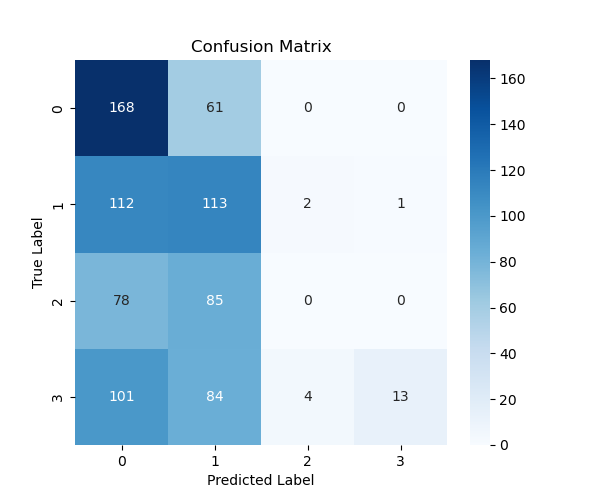 Confusion Matrix
True Label
0 168 61 0 0
1 112 113 2 1
2 78 85 0 0
3 101 84 4 13
0 1 2 3
Predicted Label
160
140
120
100
80
60
40
20
0